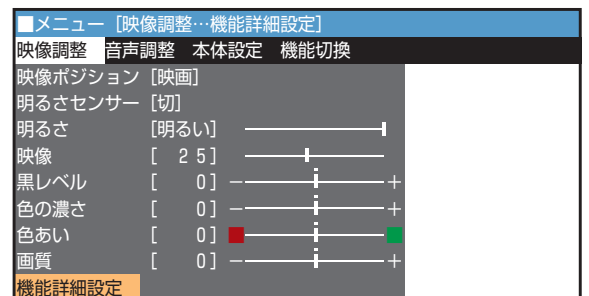 ■メニュー [映像調整…機能詳細設定]
映像調整 音声調整 本体設定 機能切換
映像ポジション [映画]
明るさセンサー [切]
明るさ [明るい]
映像 [ 25]
黒レベル [ 0] − +
色の濃さ [ 0] − +
色あい [ 0]
画質 [ 0] − +
機能詳細設定